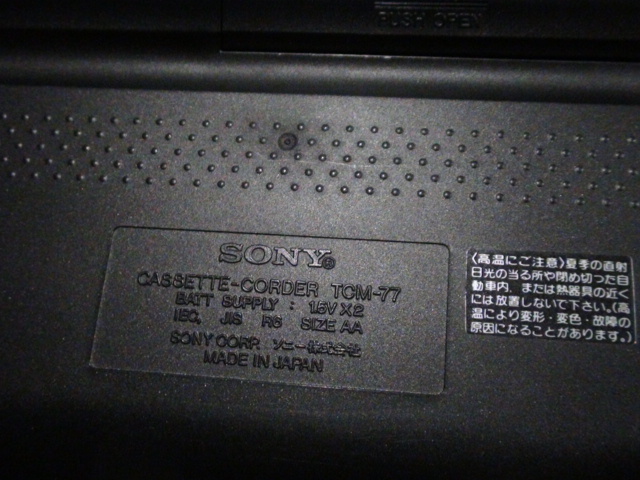 PUSH OPEN
SONY®
CASSETTE-CORDER TCM-77
BATT SUPPLY : 1.5V X 2
IEC, JIS R6 SIZE AA
SONY CORP. ソニー株式会社
MADE IN JAPAN
〈高温にご注意〉夏季の直射
日光の当る所や閉め切った自
動車内、または熱器具の近く
には放置しないで下さい。(高
温により変形・変色・故障の
原因になることがあります。)